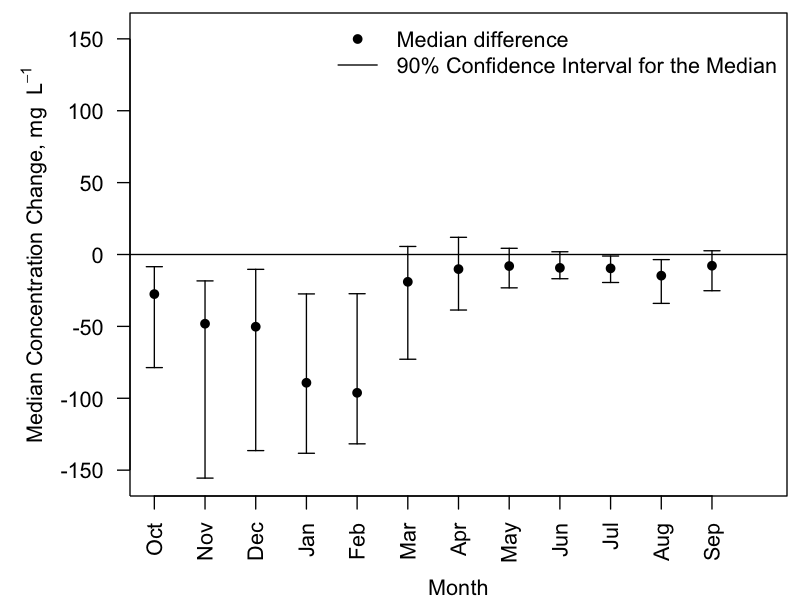 Median difference
90% Confidence Interval for the Median
Median Concentration Change, mg L⁻¹
150
100
50
0
-50
-100
-150
Oct Nov Dec Jan Feb Mar Apr May Jun Jul Aug Sep
Month